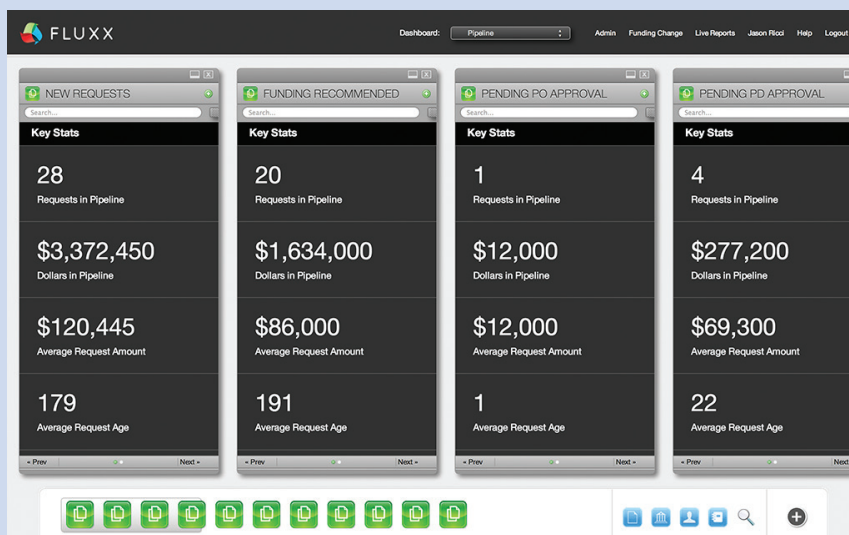 FLUXX
Dashboard: Pipeline Admin Funding Change Live Reports Jason Ricci Help Logout
NEW REQUESTS
Search...
Key Stats
28
Requests in Pipeline
$3,372,450
Dollars in Pipeline
$120,445
Average Request Amount
179
Average Request Age
« Prev Next »
FUNDING RECOMMENDED
Search...
Key Stats
20
Requests in Pipeline
$1,634,000
Dollars in Pipeline
$86,000
Average Request Amount
191
Average Request Age
« Prev Next »
PENDING PO APPROVAL
Search...
Key Stats
1
Requests in Pipeline
$12,000
Dollars in Pipeline
$12,000
Average Request Amount
1
Average Request Age
« Prev Next »
PENDING PD APPROVAL
Search...
Key Stats
4
Requests in Pipeline
$277,200
Dollars in Pipeline
$69,300
Average Request Amount
22
Average Request Age
« Prev Next